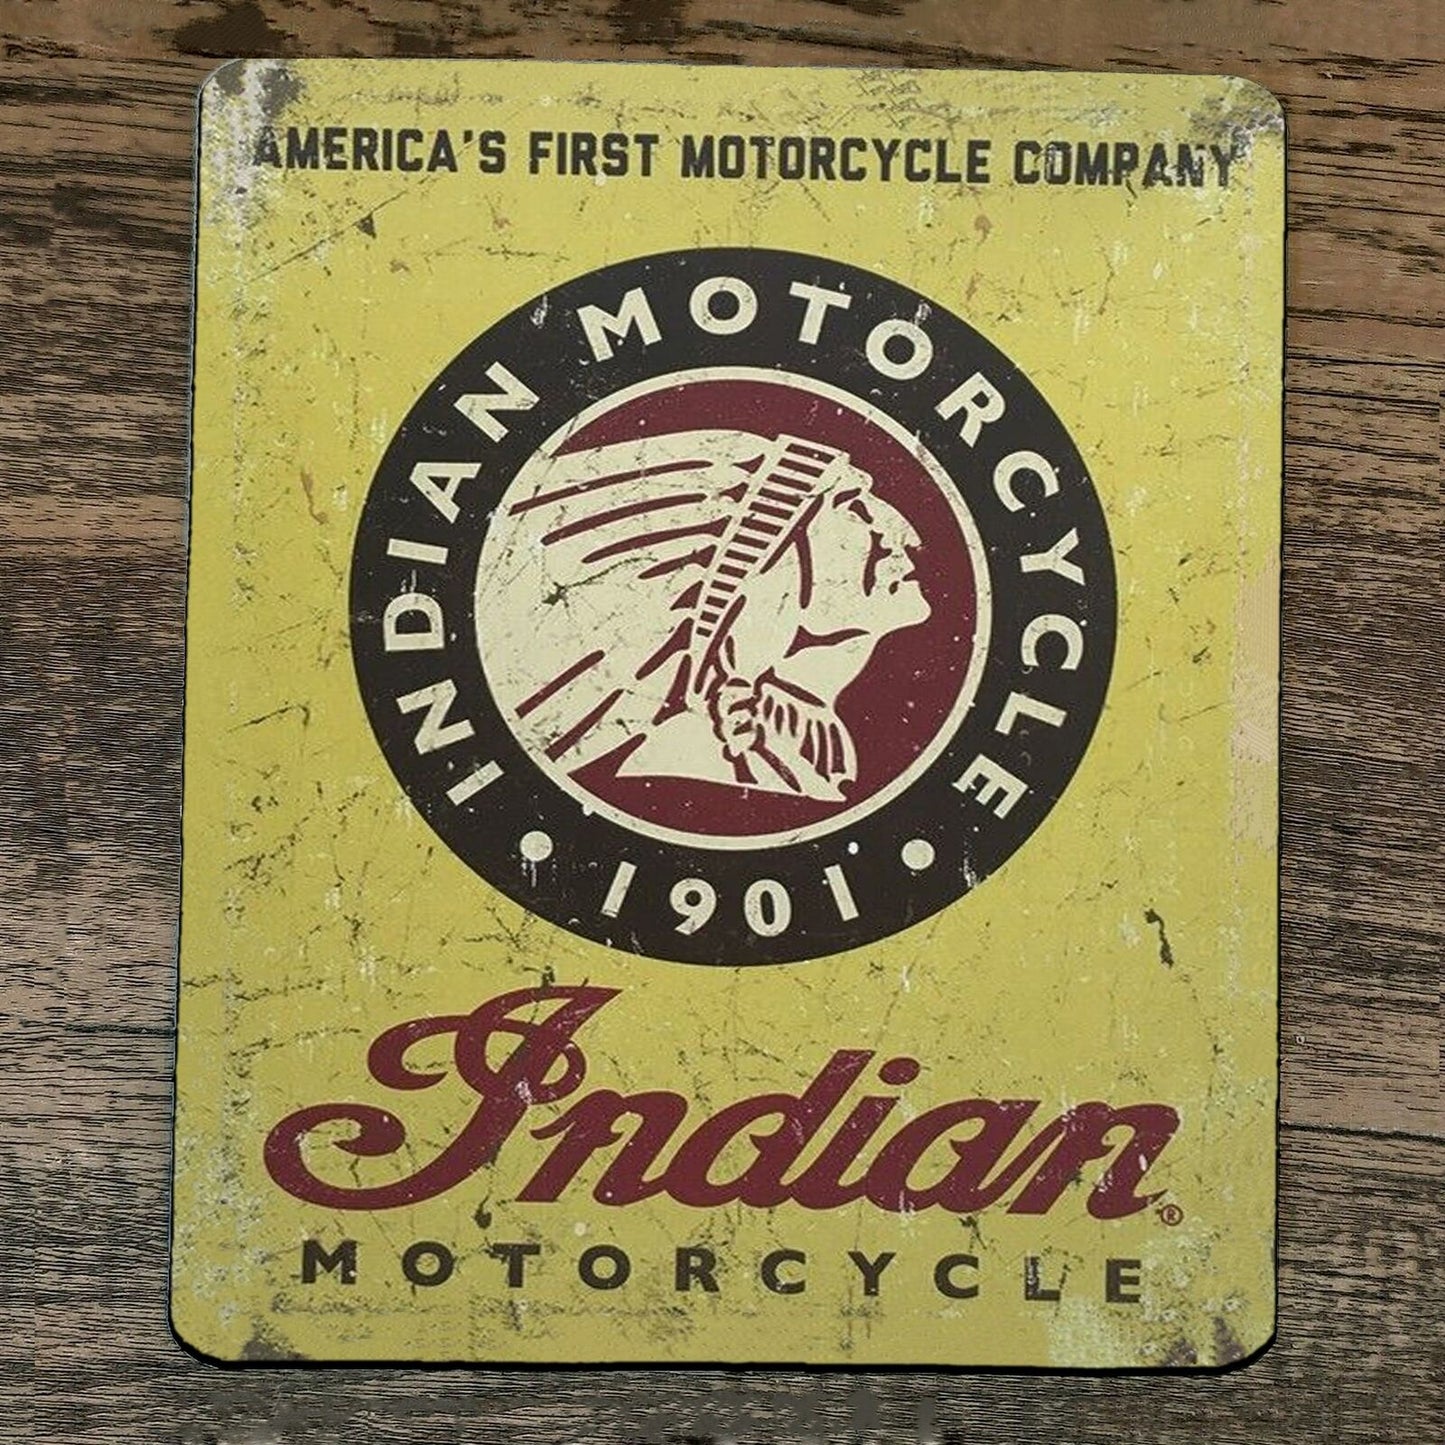 AMERICA'S FIRST MOTORCYCLE COMPANY
INDIAN MOTORCYCLE
• 1901 •
Indian®
MOTORCYCLE